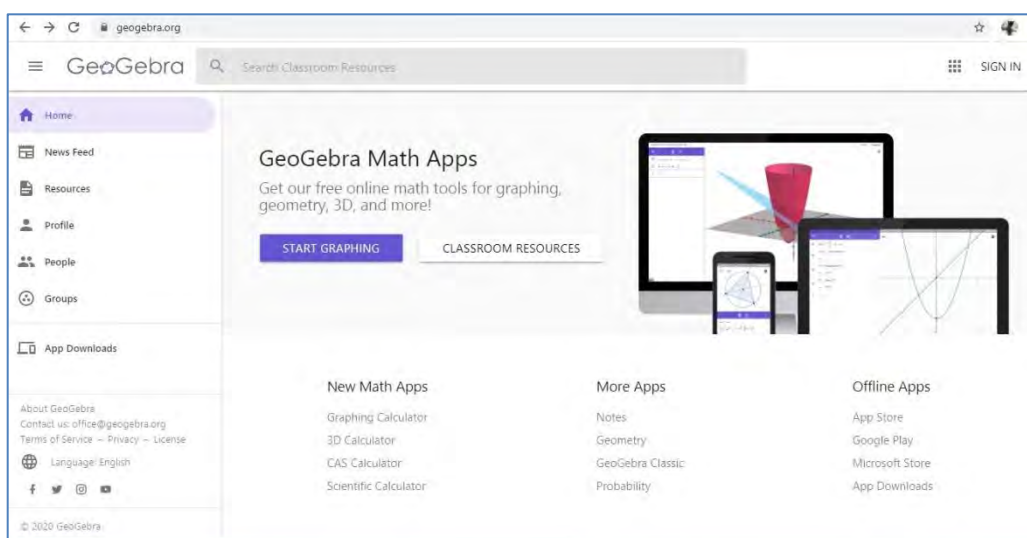 geogebra.org
GeoGebra
Search Classroom Resources
SIGN IN
Home
News Feed
Resources
Profile
People
Groups
App Downloads
About GeoGebra
Contact us: office@geogebra.org
Terms of Service – Privacy – License
Language: English
© 2020 GeoGebra
GeoGebra Math Apps
Get our free online math tools for graphing,
geometry, 3D, and more!
START GRAPHING
CLASSROOM RESOURCES
New Math Apps
Graphing Calculator
3D Calculator
CAS Calculator
Scientific Calculator
More Apps
Notes
Geometry
GeoGebra Classic
Probability
Offline Apps
App Store
Google Play
Microsoft Store
App Downloads